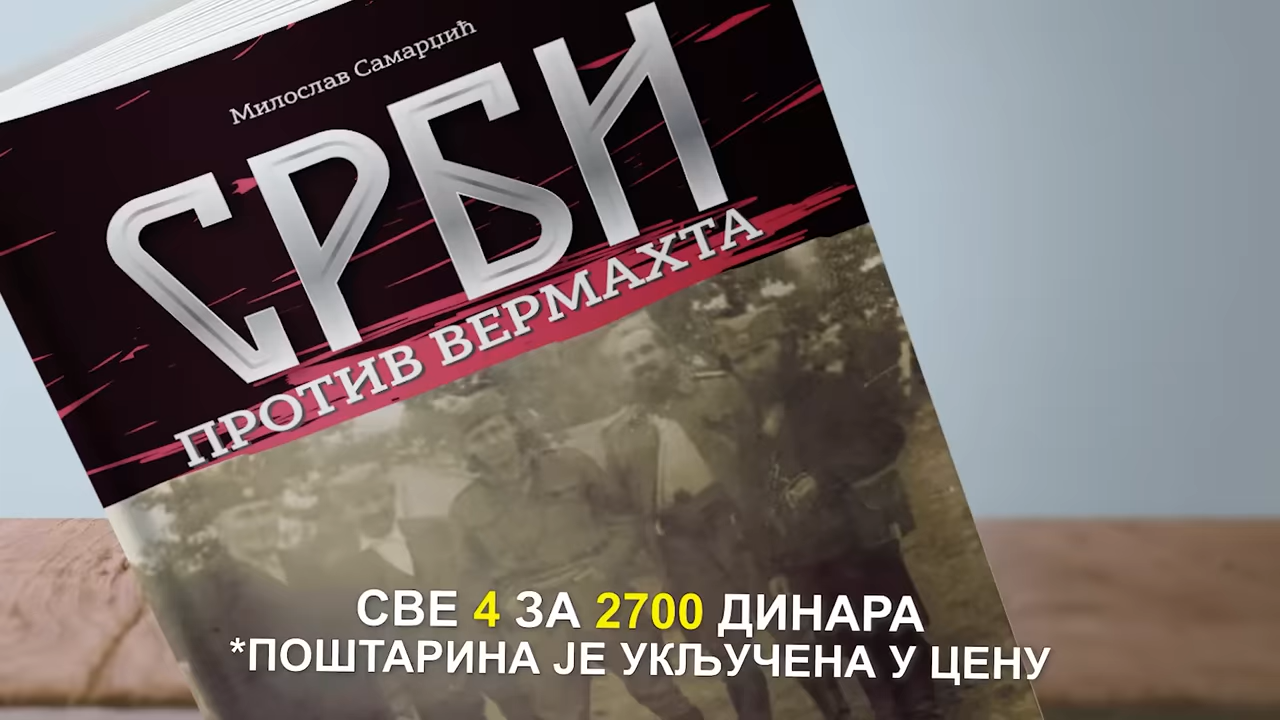 Милослав Самарџић
СРБИ
ПРОТИВ ВЕРМАХТА
СВЕ 4 ЗА 2700 ДИНАРА
*ПОШТАРИНА ЈЕ УКЉУЧЕНА У ЦЕНУ